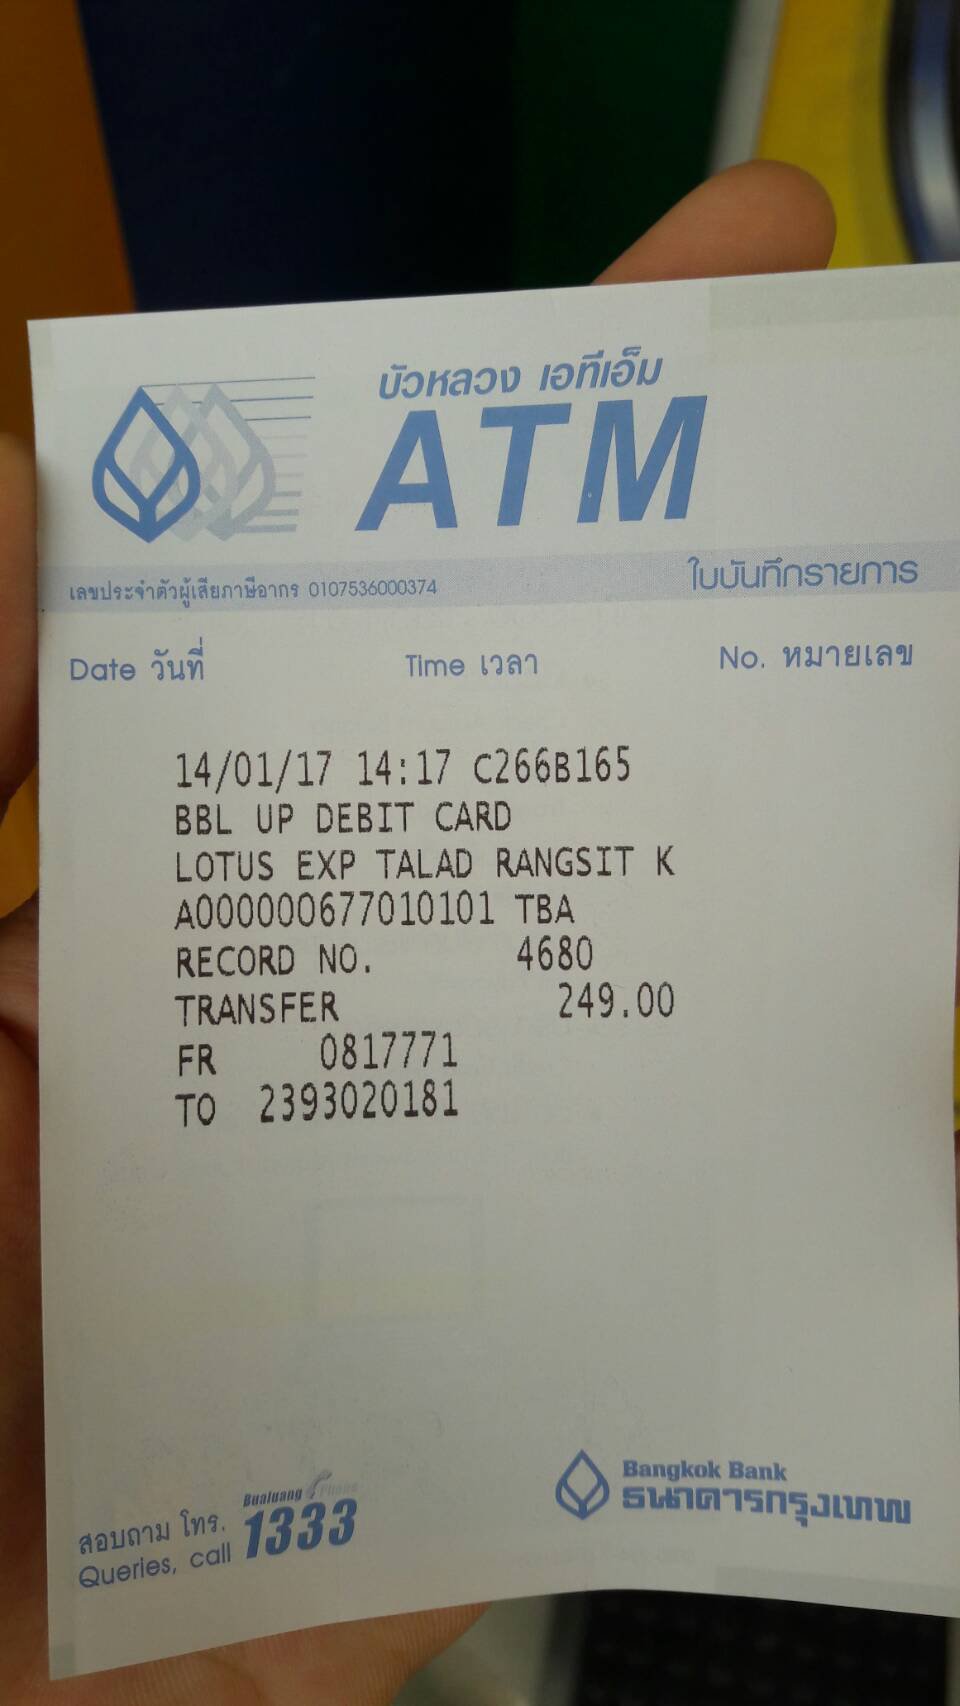 บัวหลวง เอทีเอ็ม
ATM
เลขประจำตัวผู้เสียภาษีอากร 0107536000374 ใบบันทึกรายการ
Date วันที่ Time เวลา No. หมายเลข
14/01/17 14:17 C266B165
BBL UP DEBIT CARD
LOTUS EXP TALAD RANGSIT K
A000000677010101 TBA
RECORD NO. 4680
TRANSFER 249.00
FR 0817771
TO 2393020181
สอบถาม โทร.
Queries, call
Bualuang Phone
1333
Bangkok Bank
ธนาคารกรุงเทพ